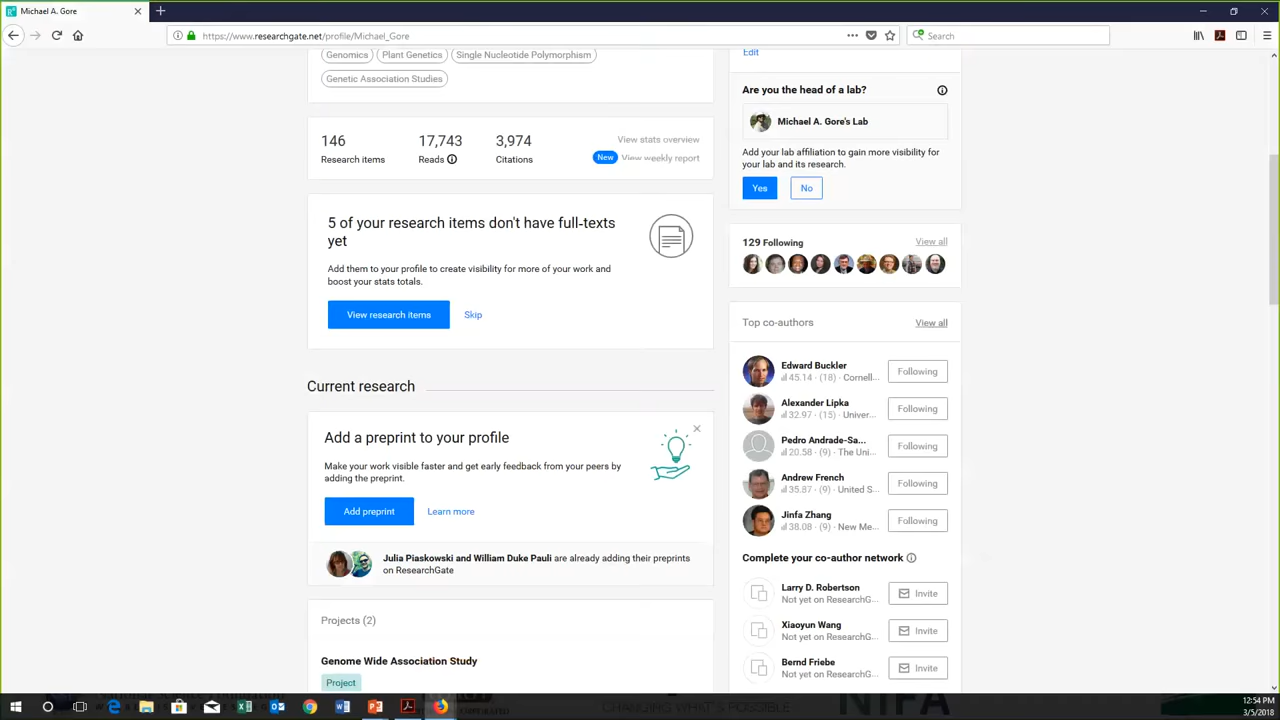 Michael A. Gore
https://www.researchgate.net/profile/Michael_Gore
Search
Genomics
Plant Genetics
Single Nucleotide Polymorphism
Genetic Association Studies
146
Research items
17,743
Reads
3,974
Citations
View stats overview
New
View weekly report
5 of your research items don't have full-texts
yet
Add them to your profile to create visibility for more of your work and
boost your stats totals.
View research items
Skip
Current research
Add a preprint to your profile
Make your work visible faster and get early feedback from your peers by
adding the preprint.
Add preprint
Learn more
Julia Piaskowski and William Duke Pauli are already adding their preprints
on ResearchGate
Projects (2)
Genome Wide Association Study
Project
Edit
Are you the head of a lab?
Michael A. Gore's Lab
Add your lab affiliation to gain more visibility for
your lab and its research.
Yes
No
129 Following
View all
Top co-authors
View all
Edward Buckler
45.14 · (18) · Cornell...
Following
Alexander Lipka
32.97 · (15) · Univer...
Following
Pedro Andrade-Sa...
20.58 · (9) · The Uni...
Following
Andrew French
35.87 · (9) · United S...
Following
Jinfa Zhang
38.08 · (9) · New Me...
Following
Complete your co-author network
Larry D. Robertson
Not yet on ResearchG...
Invite
Xiaoyun Wang
Not yet on ResearchG...
Invite
Bernd Friebe
Not yet on ResearchG...
Invite
CHANGING WHAT'S POSSIBLE
NIFA
12:54 PM
3/5/2018